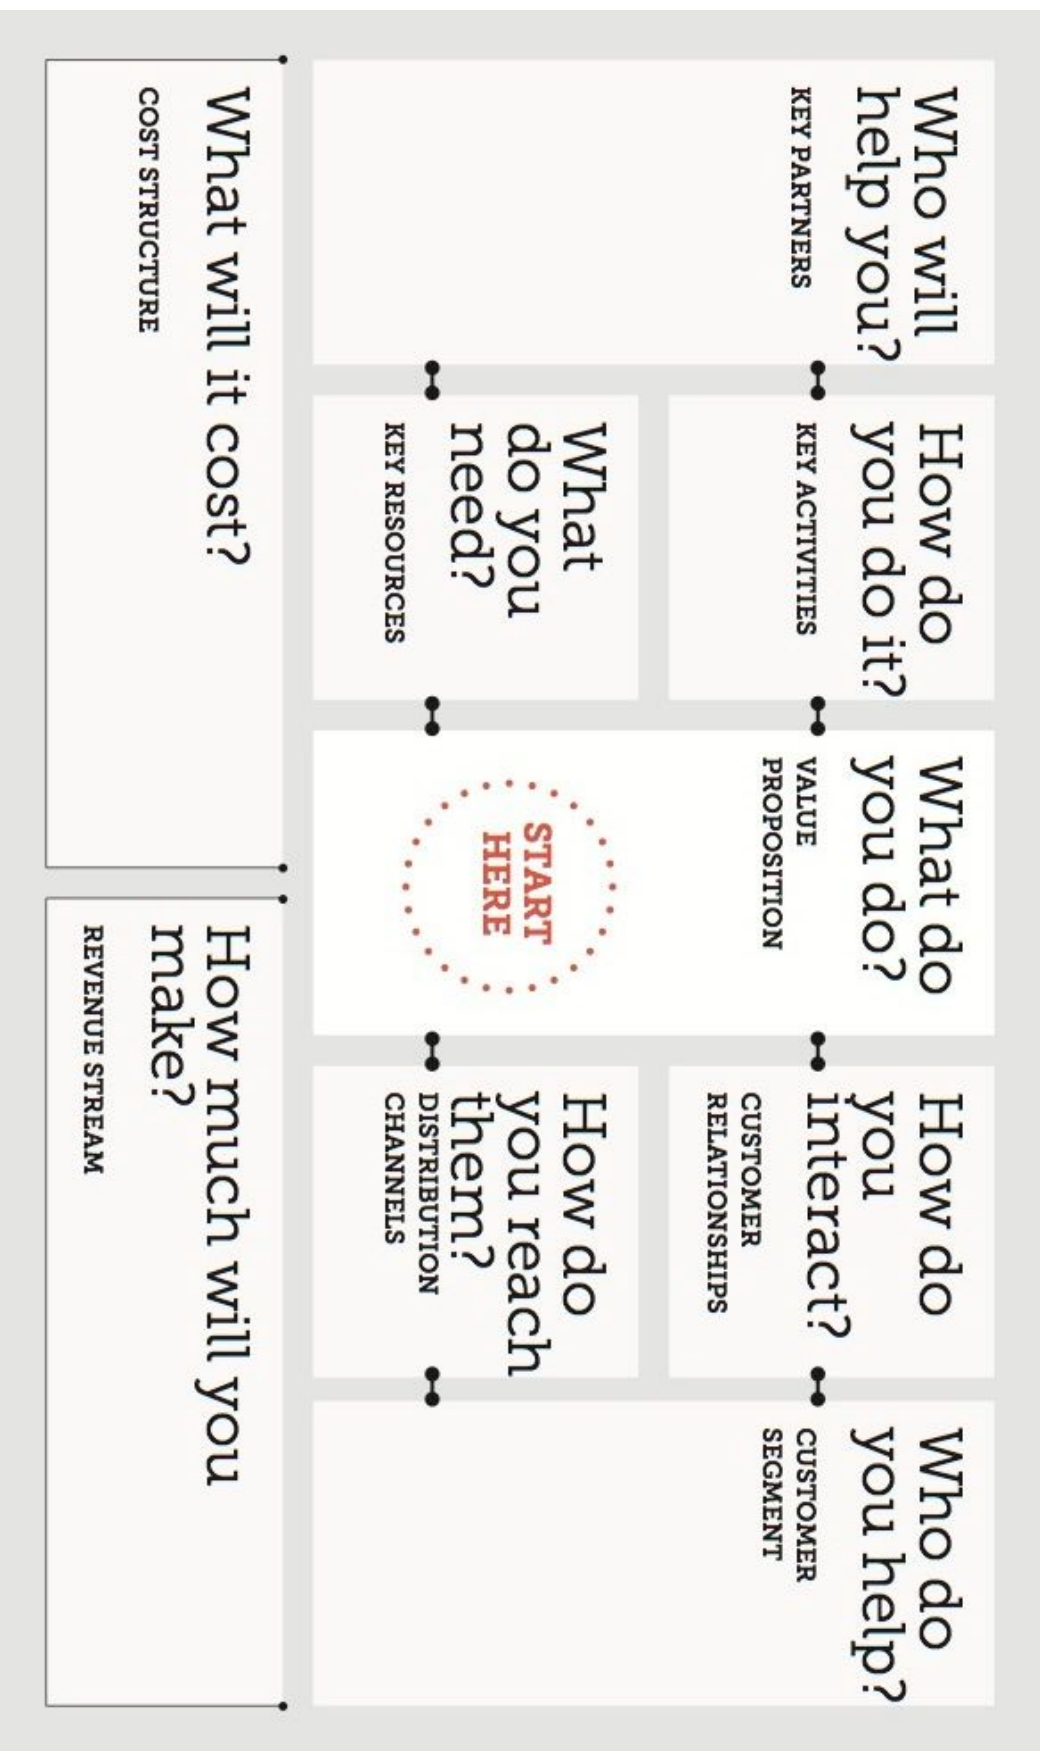 Who will
help you?
KEY PARTNERS
How do
you do it?
KEY ACTIVITIES
What
do you
need?
KEY RESOURCES
What do
you do?
VALUE
PROPOSITION
START
HERE
How do
you
interact?
CUSTOMER
RELATIONSHIPS
How do
you reach
them?
DISTRIBUTION
CHANNELS
Who do
you help?
CUSTOMER
SEGMENT
What will it cost?
COST STRUCTURE
How much will you
make?
REVENUE STREAM